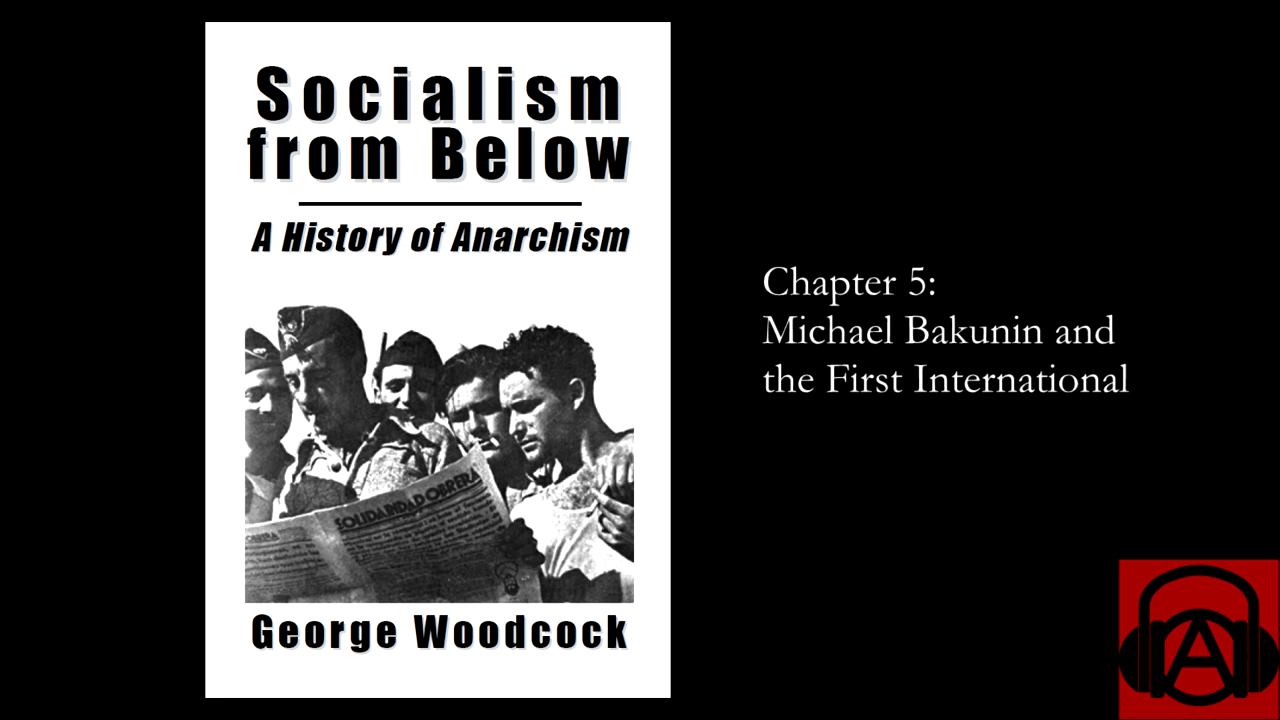 Socialism
from Below
A History of Anarchism
SOLIDARIDAD OBRERA
George Woodcock
Chapter 5:
Michael Bakunin and
the First International
A